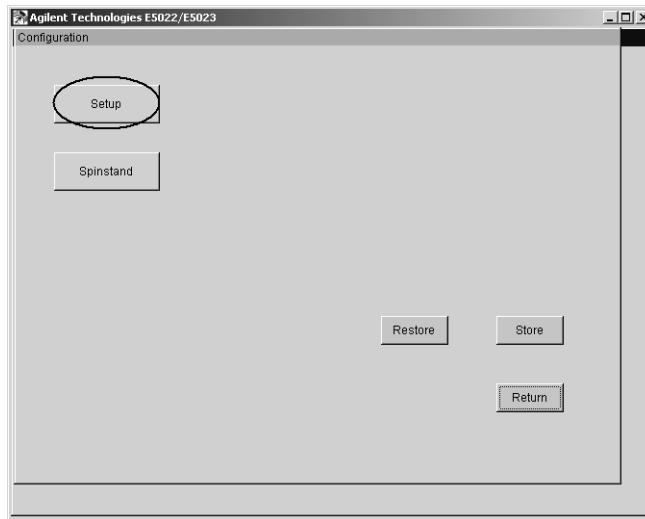 Agilent Technologies E5022/E5023
Configuration
Setup
Spinstand
Restore
Store
Return